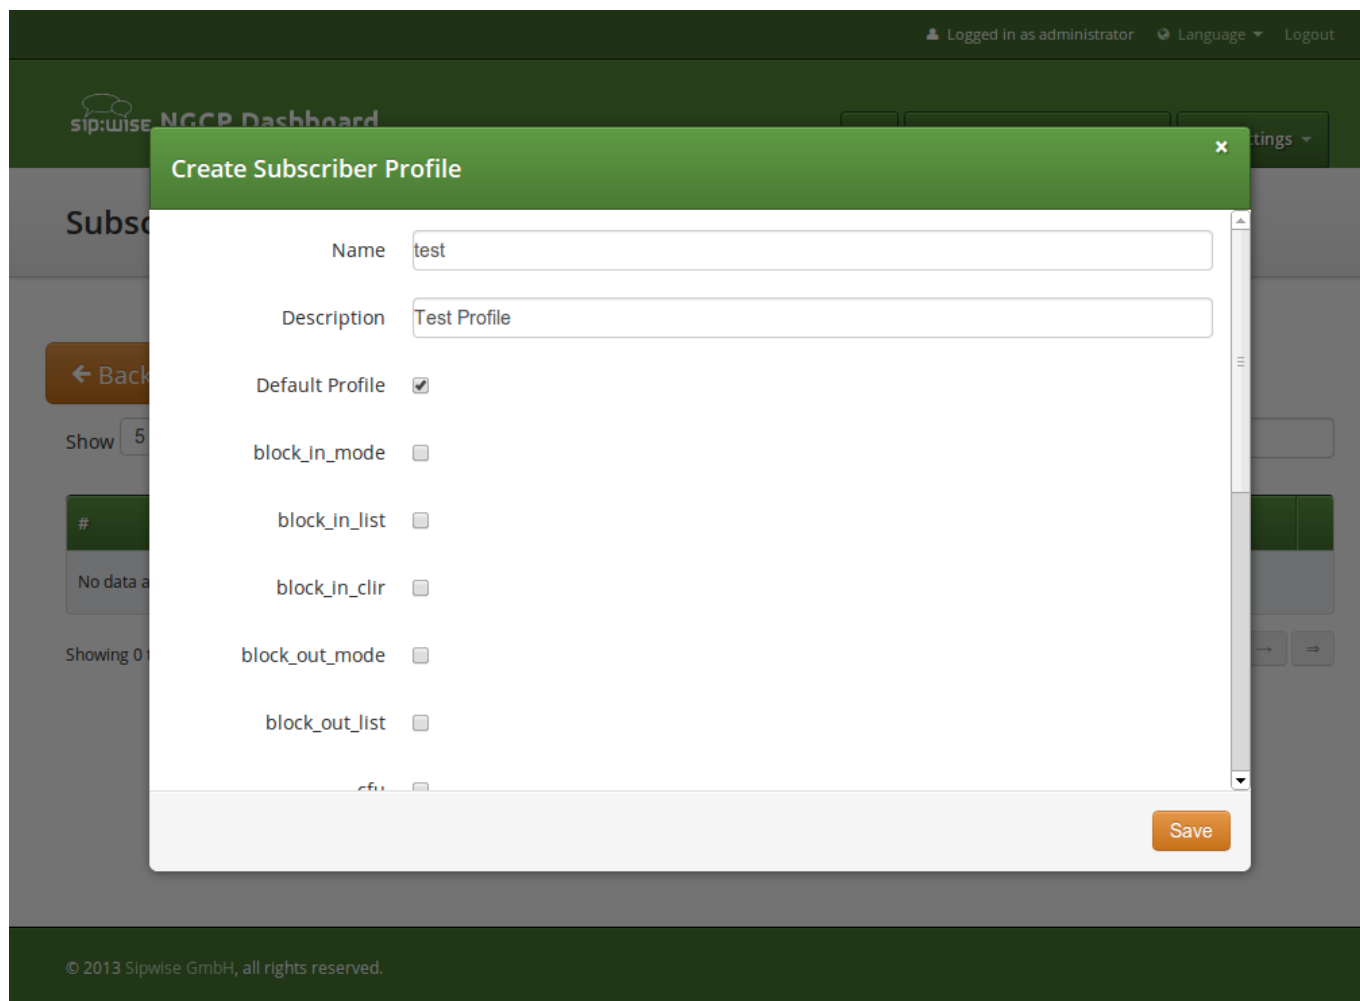 Logged in as administrator Language Logout
sip:wise NGCP Dashboard
tings
Create Subscriber Profile ×
Subsc
Name test
Description Test Profile
← Back
Default Profile
Show 5
block_in_mode
block_in_list
#
block_in_clir
No data a
block_out_mode
Showing 0 t
→ ⇒
block_out_list
cfu
Save
© 2013 Sipwise GmbH, all rights reserved.